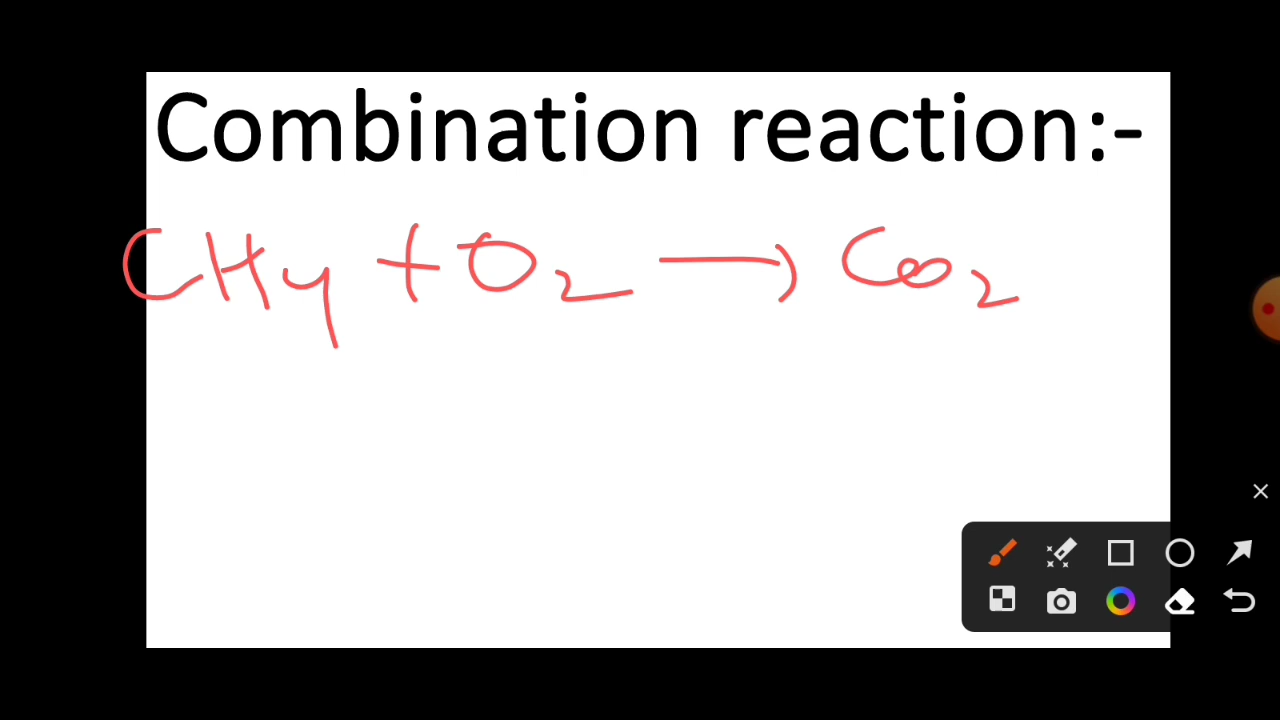 Combination reaction:-
CH4 + O2 → CO2